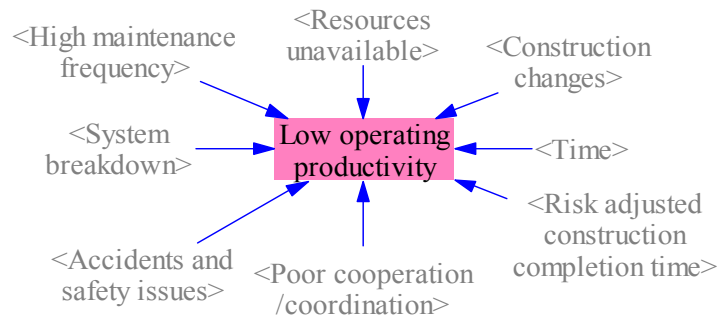 <Resources
unavailable>
<High maintenance
frequency>
<Construction
changes>
<System
breakdown>
Low operating
productivity
<Time>
<Accidents and
safety issues>
<Poor cooperation
/coordination>
<Risk adjusted
construction
completion time>